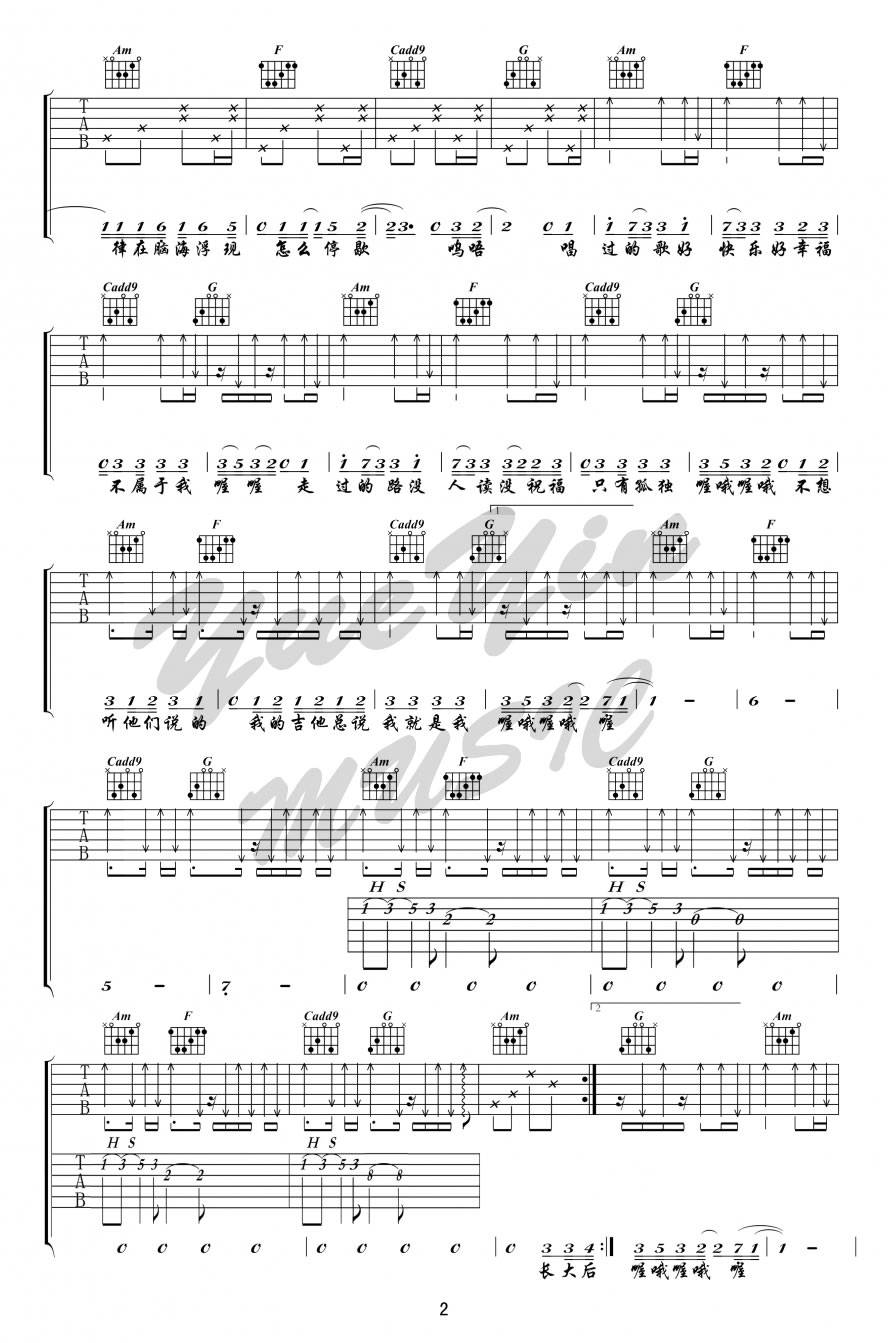 Am F Cadd9 G Am F
T A B
1 1 1 6 1 6 5 | 0 1 1 1 5 2 | 2 3• 0 3 2 | 2 0 1 | 1 7 3 3 1 | 7 3 3 3 2 3
律在脑海浮现 怎么停歇 呜唔 唱 过的歌好 快乐好幸福
Cadd9 G Am F Cadd9 G
T A B
0 3 3 3 3 | 3 5 3 2 0 1 | 1 7 3 3 1 | 7 3 3 3 2 2 3 | 0 3 3 3 3 | 3 5 3 2 0 1 2
不属于我 喔喔 走 过的路没 人读没祝福 只有孤独 喔哦喔哦 不想
1
Am F Cadd9 G Am F
T A B
3 1 2 3 1 | 0 1 2 1 2 1 2 | 3 3 3 3 | 3 5 3 2 2 7 1 | 1 – | 6 –
听他们说的 我的吉他总说 我就是我 喔哦喔哦 喔
Cadd9 G Am F Cadd9 G
T A B
H S H S
1 3 5 3 2 2 1 3 5 3 0 0
5 – | 7 – | 0 0 0 0 | 0 0 0 0
2
Am F Cadd9 G Am G Am
T A B
H S H S
T A B
1 3 5 3 2 2 1 3 5 3 8 8
0 0 0 0 | 0 0 0 0 | 0 3 3 4 :| 3 5 3 2 2 7 1 | 1 – |
长大后 喔哦喔哦 喔
YueYin
MUSIC
2